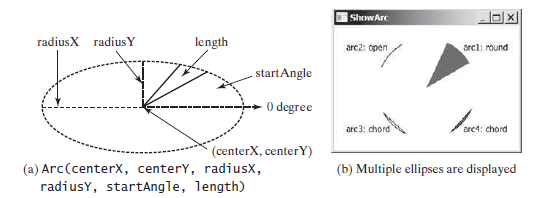 radiusX radiusY length
startAngle
0 degree
(centerX, centerY)
(a) Arc(centerX, centerY, radiusX,
radiusY, startAngle, length)
ShowArc
arc2: open
arc1: round
arc3: chord
arc4: chord
(b) Multiple ellipses are displayed